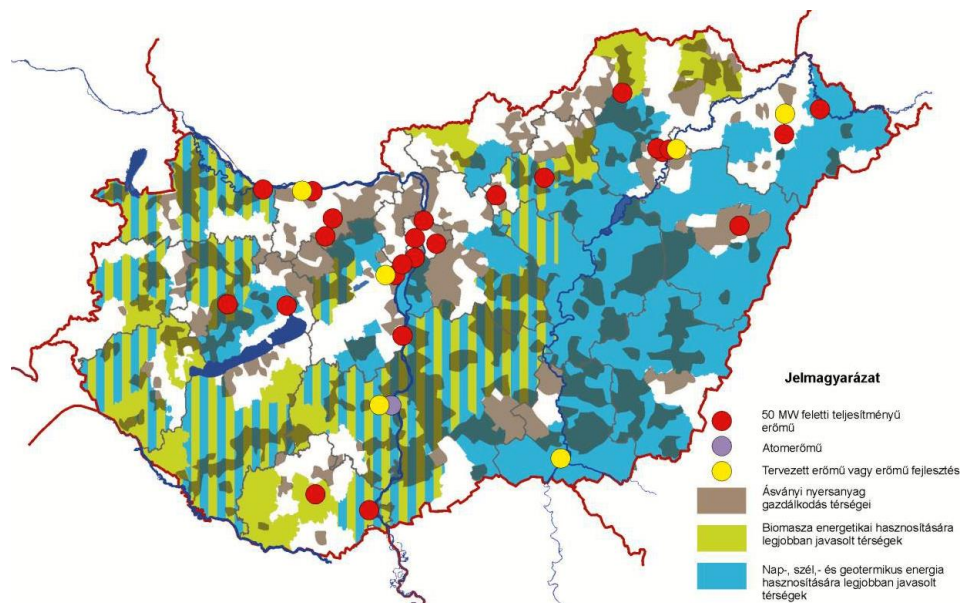 Jelmagyarázat
50 MW feletti teljesítményű
erőmű
Atomerőmű
Tervezett erőmű vagy erőmű fejlesztés
Ásványi nyersanyag
gazdálkodás térségei
Biomasza energetikai hasznosítására
legjobban javasolt térségek
Nap-, szél,- és geotermikus energia
hasznosítására legjobban javasolt
térségek